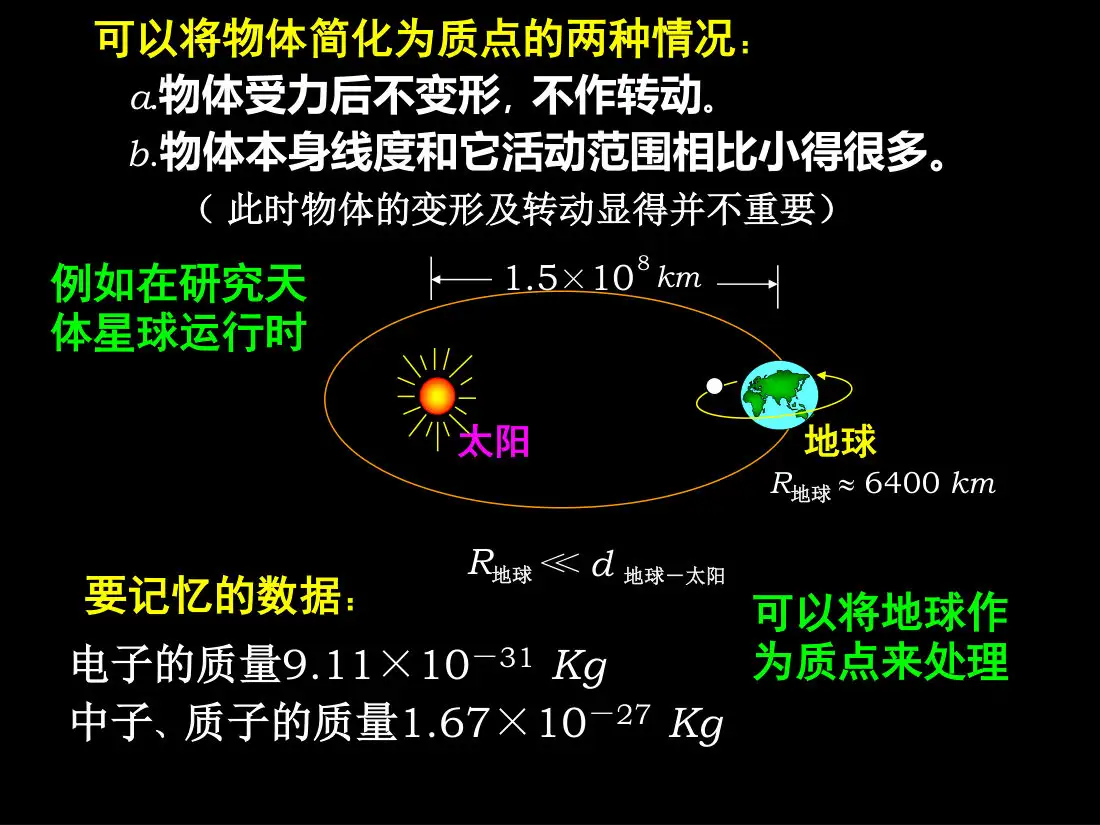 可以将物体简化为质点的两种情况：
a.物体受力后不变形，不作转动。
b.物体本身线度和它活动范围相比小得很多。
（ 此时物体的变形及转动显得并不重要）
例如在研究天
体星球运行时
1.5×10⁸ km
太阳
地球
R地球 ≈ 6400 km
R地球 ≪ d 地球－太阳
要记忆的数据：
可以将地球作
为质点来处理
电子的质量9.11×10⁻³¹ Kg
中子、质子的质量1.67×10⁻²⁷ Kg